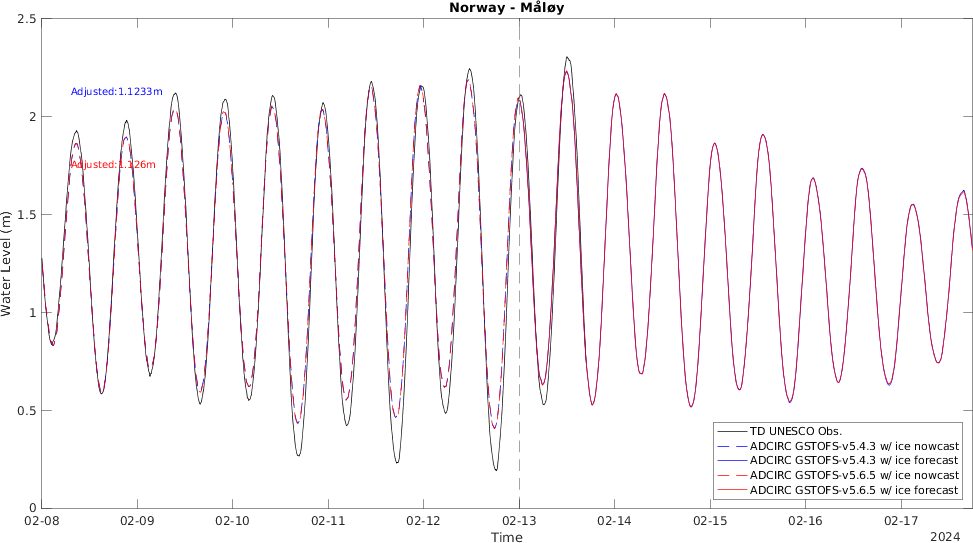 Norway - Måløy
2.5
2
1.5
1
0.5
0
Water Level (m)
Adjusted:1.1233m
Adjusted:1.126m
TD UNESCO Obs.
ADCIRC GSTOFS-v5.4.3 w/ ice nowcast
ADCIRC GSTOFS-v5.4.3 w/ ice forecast
ADCIRC GSTOFS-v5.6.5 w/ ice nowcast
ADCIRC GSTOFS-v5.6.5 w/ ice forecast
02-08 02-09 02-10 02-11 02-12 02-13 02-14 02-15 02-16 02-17
Time
2024